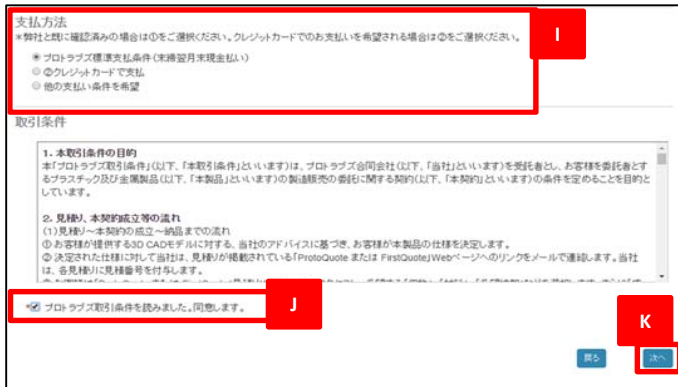 支払方法
*弊社と既に確認済みの場合は①をご選択ください。クレジットカードでのお支払いを希望される場合は②をご選択ください。
I
プロトラブズ標準支払条件(末締翌月末現金払い)
②クレジットカードで支払
他の支払い条件を希望
取引条件
1. 本取引条件の目的
本「プロトラブズ取引条件」(以下、「本取引条件」といいます)は、プロトラブズ合同会社(以下、「当社」といいます)を受託者とし、お客様を委託者とす
るプラスチック及び金属製品(以下、「本製品」といいます)の製造販売の委託に関する契約(以下、「本契約」といいます)の条件を定めることを目的と
しています。
2. 見積り、本契約成立等の流れ
(1)見積り~本契約の成立~納品までの流れ
① お客様が提供する3D CADモデルに対する、当社のアドバイスに基づき、お客様が本製品の仕様を決定します。
② 決定された仕様に対して当社は、見積りが掲載されている「ProtoQuote または FirstQuote」Webページへのリンクをメールで連絡します。当社
は、各見積りに見積番号を付与します。
*プロトラブズ取引条件を読みました。同意します。
J
K
戻る
次へ